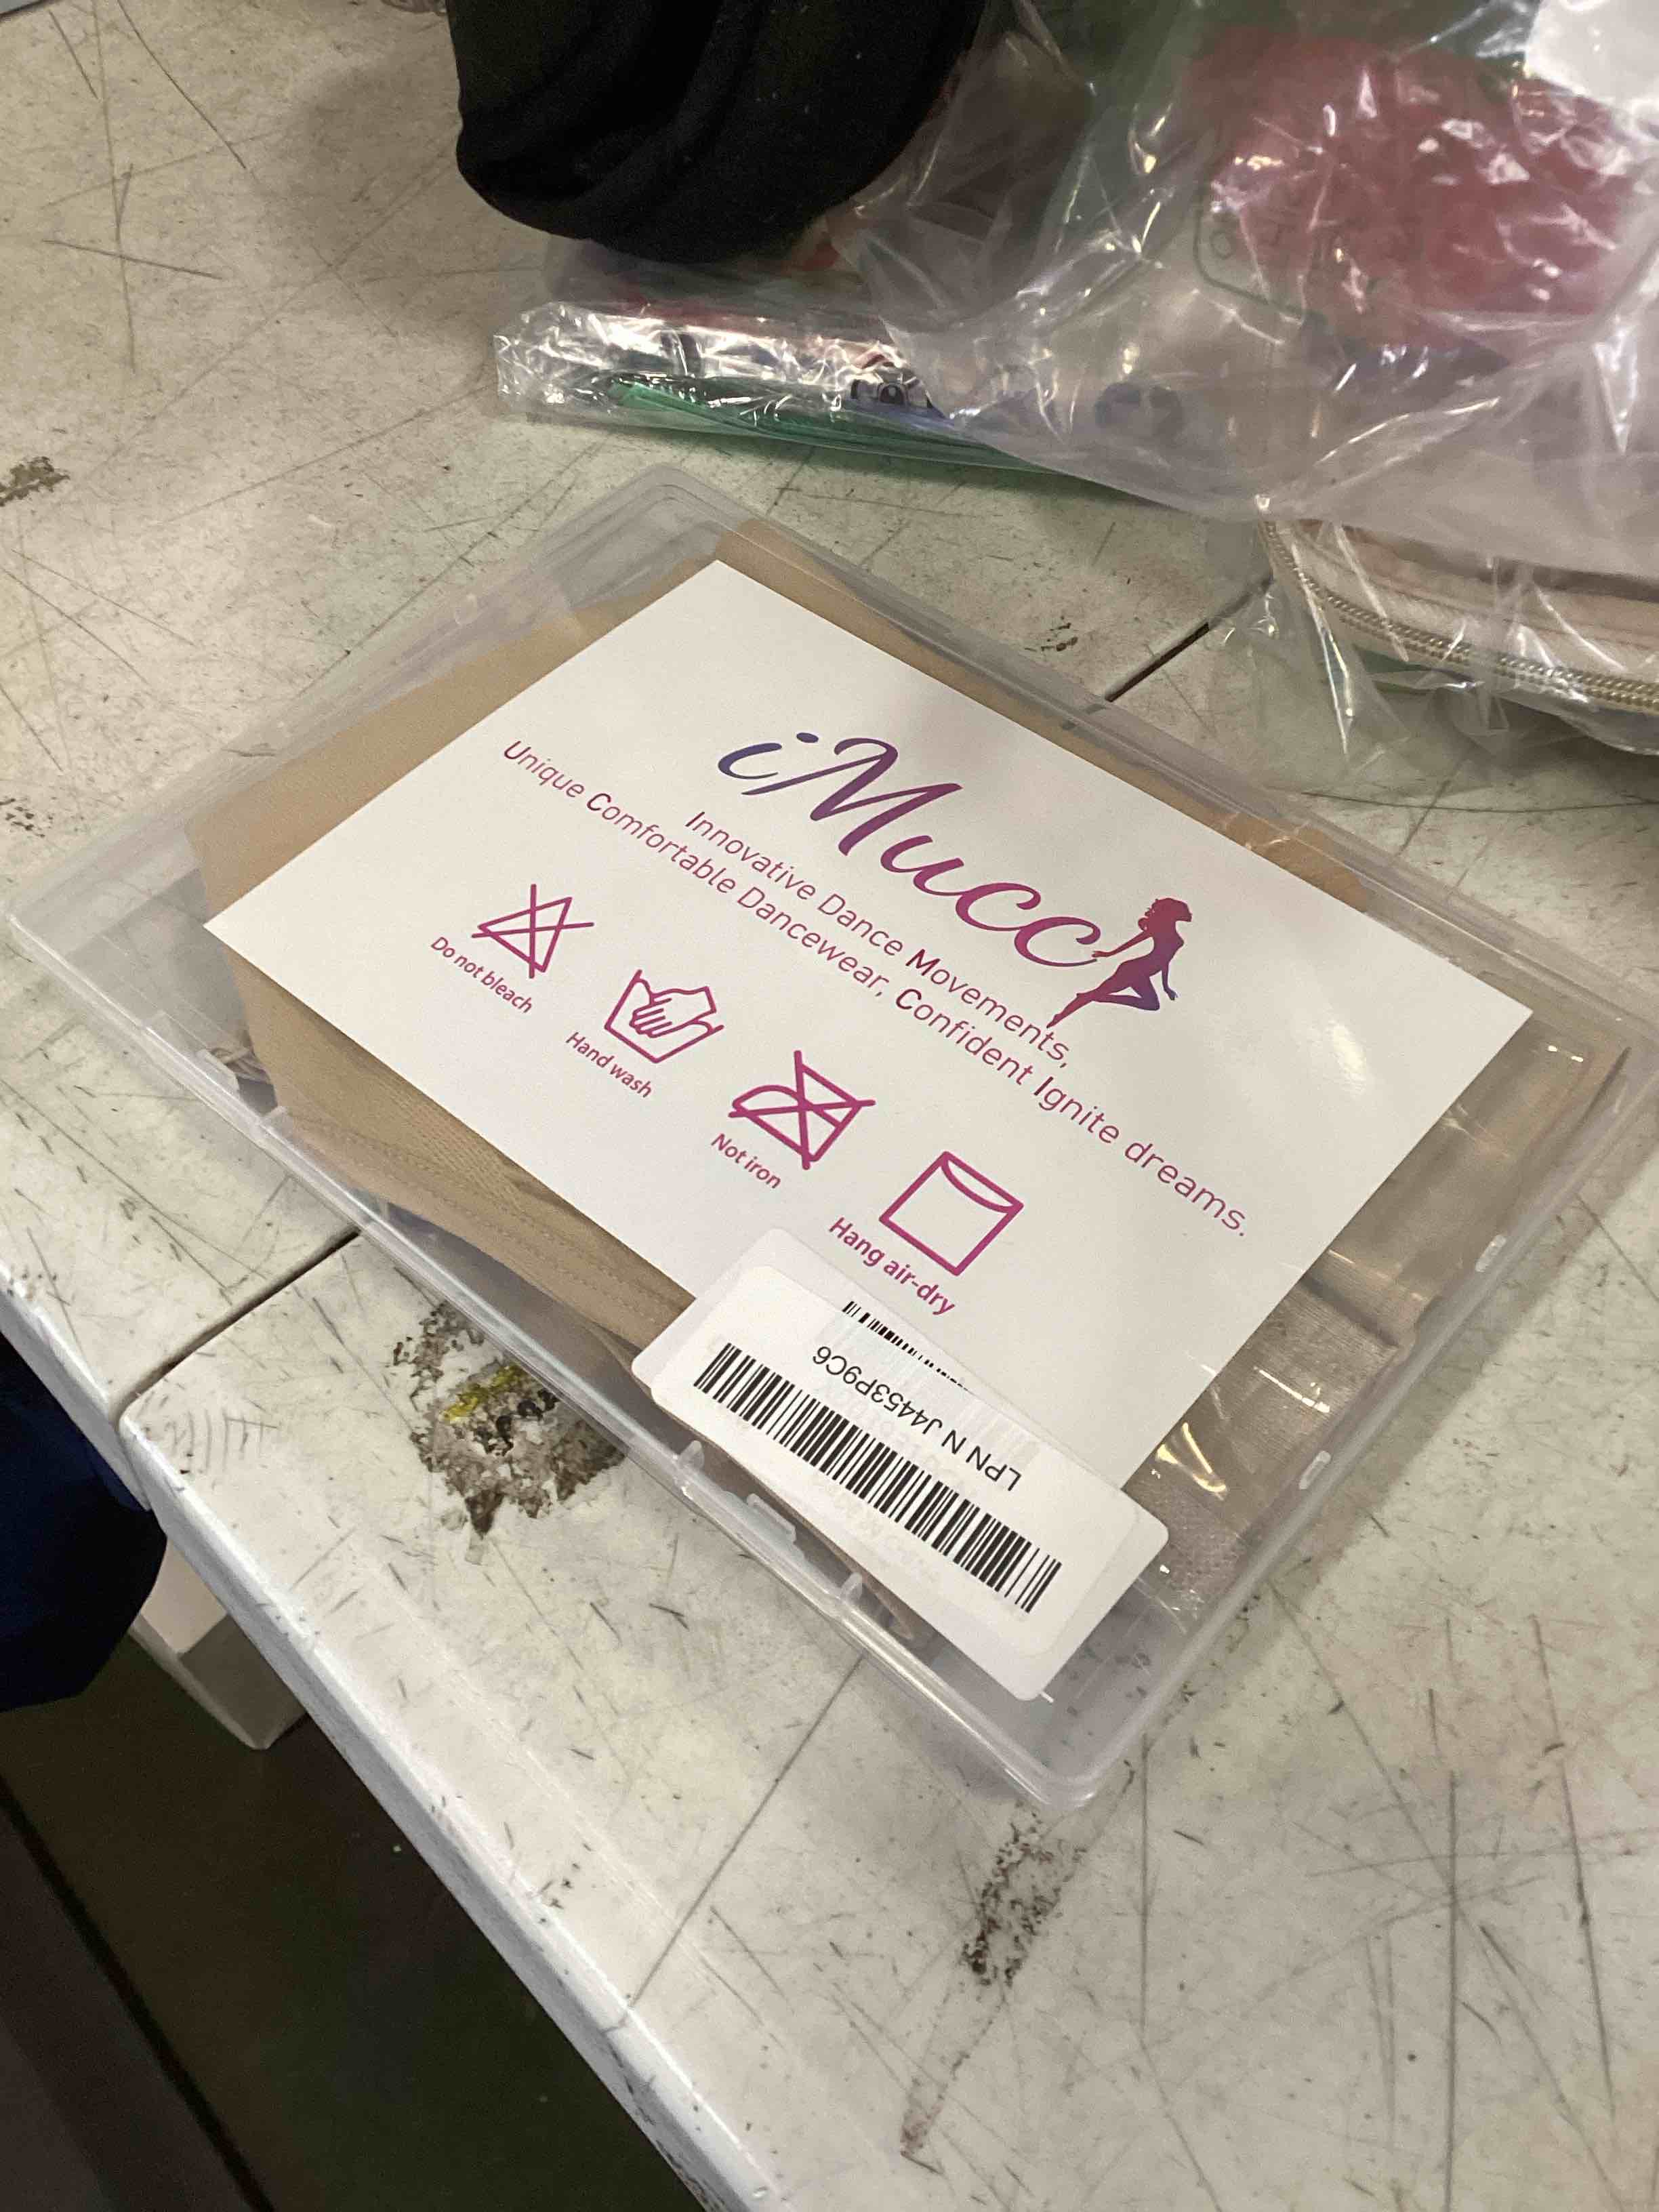 iMucci
Innovative Dance Movements,
Unique Comfortable Dancewear, Confident Ignite dreams.
Do not bleach
Hand wash
Not iron
Hang air-dry
LPN N J4453P9C6